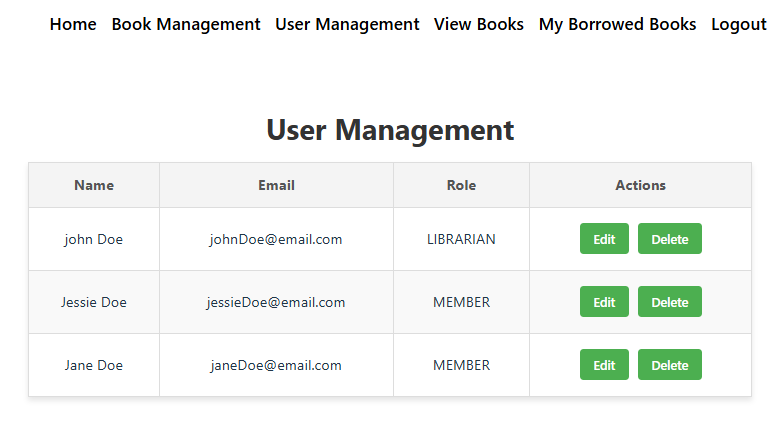 Home Book Management User Management View Books My Borrowed Books Logout
User Management
Name Email Role Actions
john Doe johnDoe@email.com LIBRARIAN Edit Delete
Jessie Doe jessieDoe@email.com MEMBER Edit Delete
Jane Doe janeDoe@email.com MEMBER Edit Delete